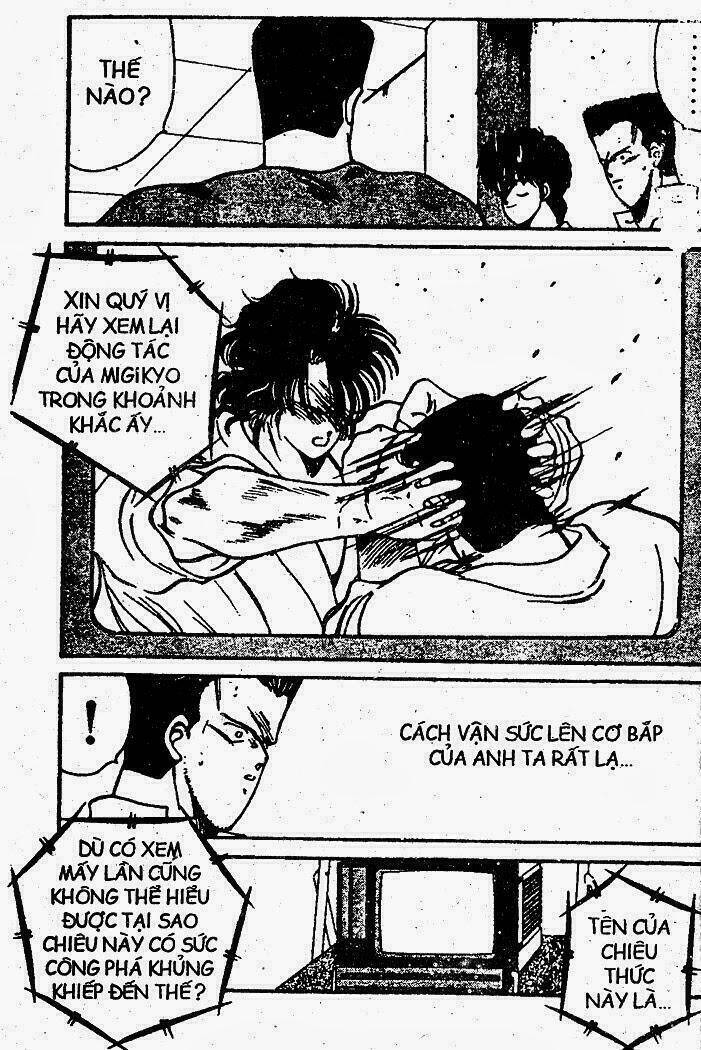 THẾ
NÀO?
........
XIN QUÝ VỊ
HÃY XEM LẠI
ĐỘNG TÁC
CỦA MIGIKYO
TRONG KHOẢNH
KHẮC ẤY...
!
CÁCH VẬN SỨC LÊN CƠ BẮP
CỦA ANH TA RẤT LẠ...
DÙ CÓ XEM
MẤY LẦN CŨNG
KHÔNG THỂ HIỂU
ĐƯỢC TẠI SAO
CHIÊU NÀY CÓ SỨC
CÔNG PHÁ KHỦNG
KHIẾP ĐẾN THẾ?
TÊN CỦA
CHIÊU
THỨC
NÀY LÀ...